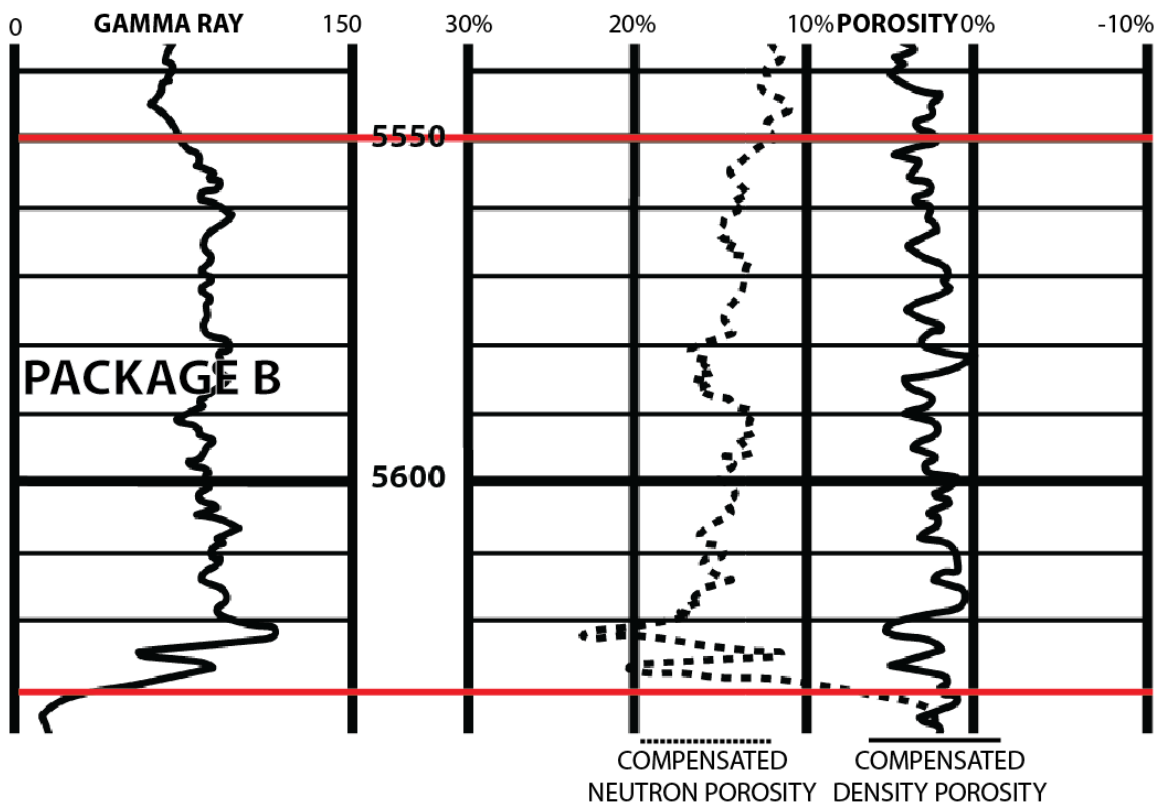 0 GAMMA RAY 150 30% 20% 10% POROSITY 0% -10%
5550
PACKAGE B
5600
COMPENSATED COMPENSATED
NEUTRON POROSITY DENSITY POROSITY